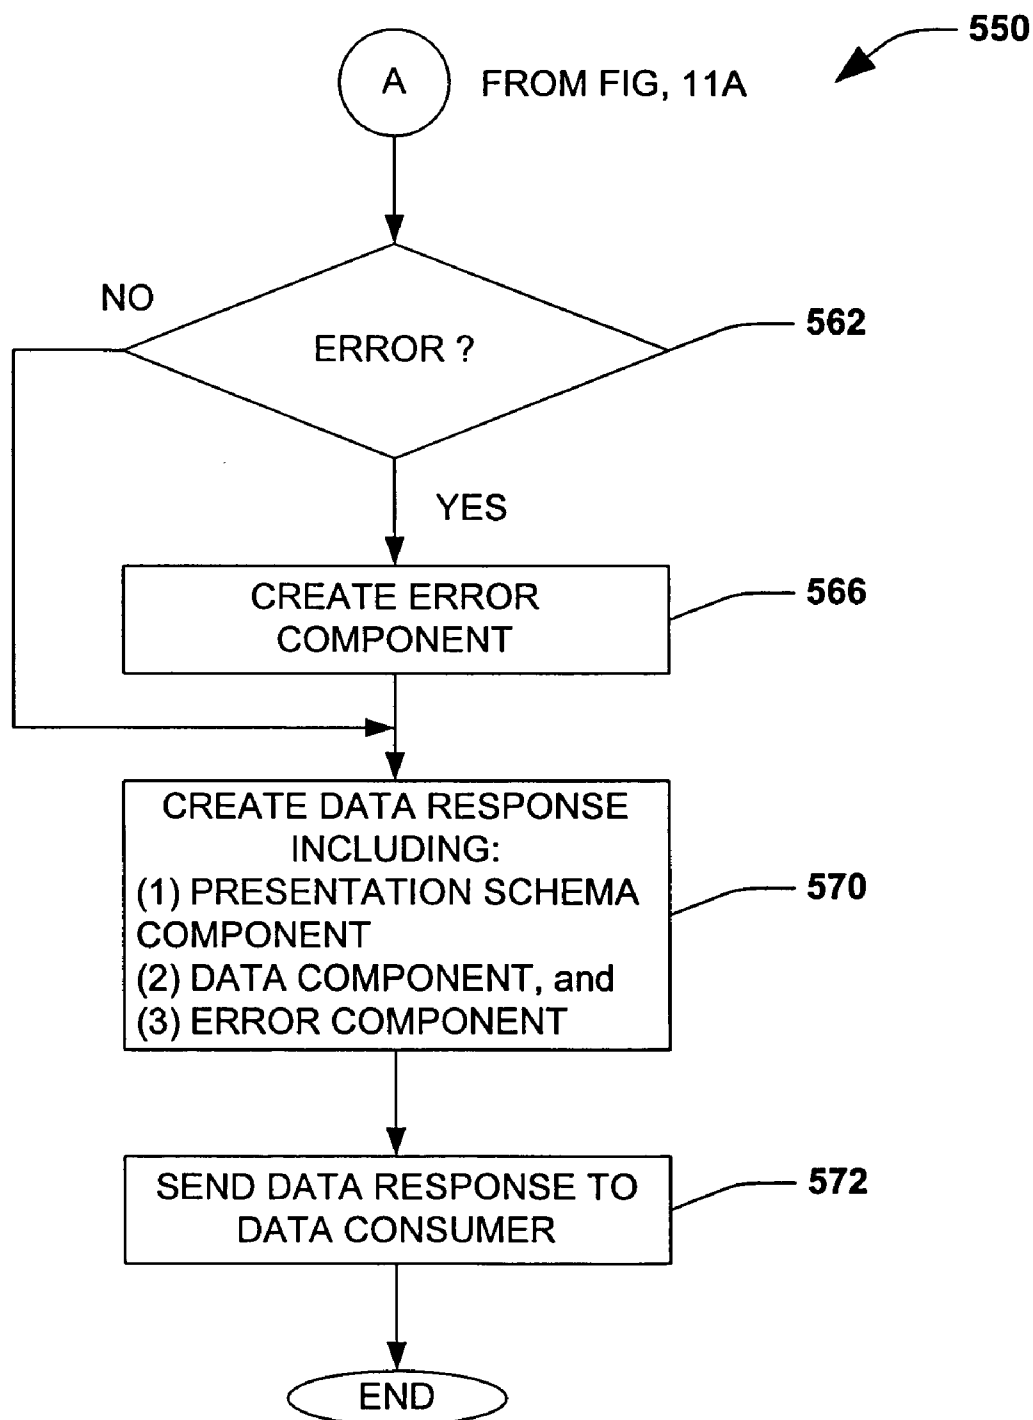 550
A
FROM FIG, 11A
NO
ERROR ?
562
YES
CREATE ERROR
COMPONENT
566
CREATE DATA RESPONSE
INCLUDING:
(1) PRESENTATION SCHEMA
COMPONENT
(2) DATA COMPONENT, and
(3) ERROR COMPONENT
570
SEND DATA RESPONSE TO
DATA CONSUMER
572
END